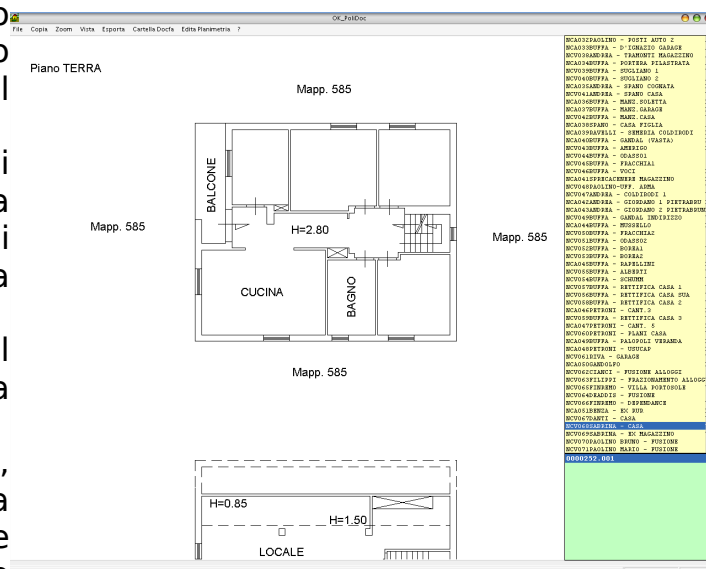 OK_PoliDoc
File Copia Zoom Vista Esporta Cartella Docfa Edita Planimetria ?
Piano TERRA
Mapp. 585
BALCONE
Mapp. 585
H=2.80
Mapp. 585
CUCINA
BAGNO
Mapp. 585
H=0.85
H=1.50
LOCALE
NCA032PAOLINO - POSTI AUTO 2
NCA033BUFFA - D'IGNAZIO GARAGE
NCV038ANDREA - TRAMONTI MAGAZZINO
NCA034BUFFA - PORTERA PILASTRATA
NCV039BUFFA - SUGLIANO 1
NCV040BUFFA - SUGLIANO 2
NCA035ANDREA - SPANO COGNATA
NCV041ANDREA - SPANO CASA
NCA036BUFFA - MANZ.SOLETTA
NCA037BUFFA - MANZ.GARAGE
NCV042BUFFA - MANZ.CASA
NCA038SPANO - CASA FIGLIA
NCA039RAVELLI - SEMERIA COLDIRODI
NCA040BUFFA - GANDAL (VASTA)
NCV043BUFFA - AMERIGO
NCV044BUFFA - ODASSO1
NCV045BUFFA - FRACCHIA1
NCV046BUFFA - VOCI
NCA041SPRECACENERE MAGAZZINO
NCV048PAOLINO-UFF. ARMA
NCV047ANDREA - COLDIRODI 1
NCA042ANDREA - GIORDANO 1 PIETRABRU
NCA043ANDREA - GIORDANO 2 PIETRABRUN
NCV049BUFFA - GANDAL INDIRIZZO
NCA044BUFFA - MUSSELLO
NCV050BUFFA - FRACCHIA2
NCV051BUFFA - ODASSO2
NCV052BUFFA - BOREA1
NCV053BUFFA - BOREA2
NCA045BUFFA - RAPELLINI
NCV055BUFFA - ALBERTI
NCV054BUFFA - SCHUMM
NCV057BUFFA - RETTIFICA CASA 1
NCV056BUFFA - RETTIFICA CASA SUA
NCV058BUFFA - RETTIFICA CASA 2
NCA046PETRONI - CANT.3
NCV059BUFFA - RETTIFICA CASA 3
NCA047PETRONI - CANT. 5
NCV060PETRONI - PLANI CASA
NCA049BUFFA - PALOPOLI VERANDA
NCA048PETRONI - USUCAP
NCV061RIVA - GARAGE
NCA050GANDOLFO
NCV062CIANCI - FUSIONE ALLOGGI
NCV063FILIPPI - FRAZIONAMENTO ALLOGG
NCV065FINREMO - VILLA PORTOSOLE
NCV064DEADDIS - FUSIONE
NCV066FINREMO - DEPENDANCE
NCA051BENZA - EX RUR
NCV067DANTI - CASA
NCV068SABRINA - CASA
NCV069SABRINA - EX MAGAZZINO
NCV070PAOLINO BRUNO - FUSIONE
NCV071PAOLINO MARIO - FUSIONE
0000252.001